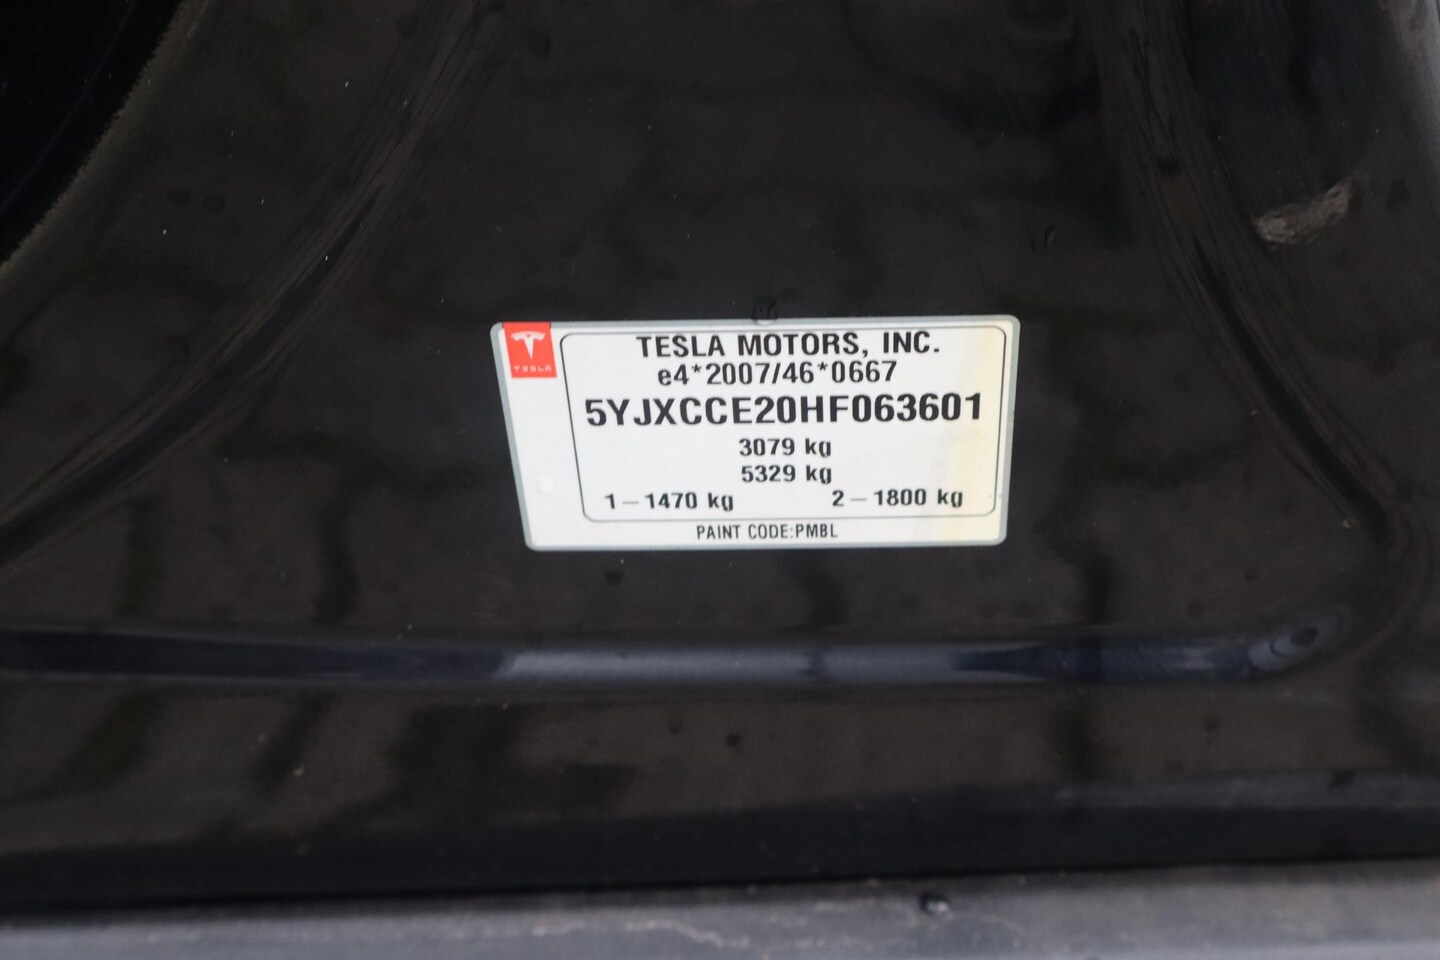 TESLA
TESLA MOTORS, INC.
e4*2007/46*0667
5YJXCCE20HF063601
3079 kg
5329 kg
1 – 1470 kg 2 – 1800 kg
PAINT CODE:PMBL